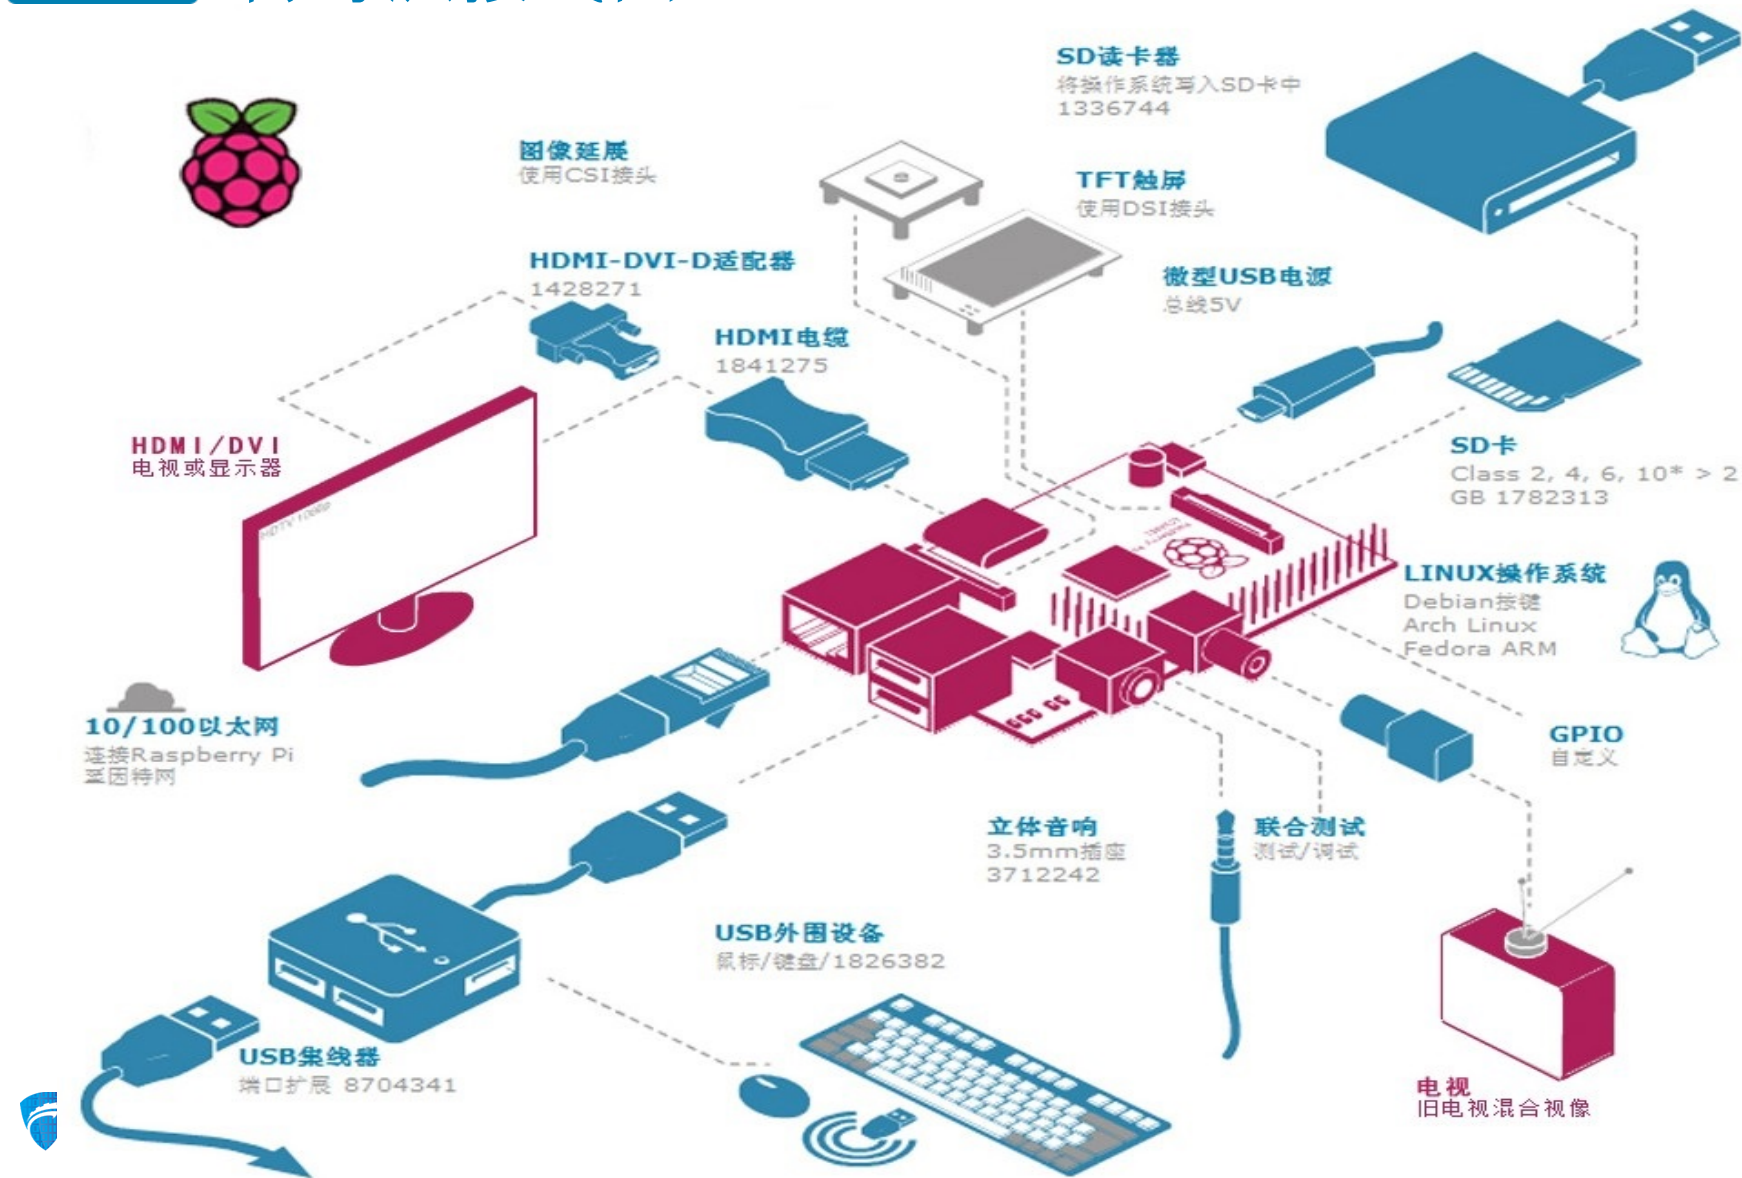 SD读卡器
将操作系统写入SD卡中
1336744
图像延展
使用CSI接头
TFT触屏
使用DSI接头
HDMI-DVI-D适配器
1428271
微型USB电源
总线5V
HDMI电缆
1841275
HDMI/DVI
电视或显示器
HDTV 1080p
SD卡
Class 2, 4, 6, 10* > 2
GB 1782313
LINUX操作系统
Debian按键
Arch Linux
Fedora ARM
10/100以太网
连接Raspberry Pi
至因特网
GPIO
自定义
立体音响
3.5mm插座
3712242
联合测试
测试/调试
USB外围设备
鼠标/键盘/1826382
USB集线器
端口扩展 8704341
电视
旧电视混合视像